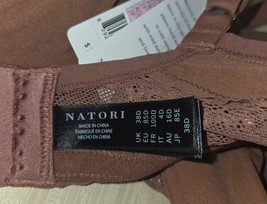 NATORI
MADE IN CHINA
FABRIQUÉ EN CHINE
HECHO EN CHINA
UK 38D
EU 85D
FR 100D
IT 4D
AU 16D
JP 85E
38D